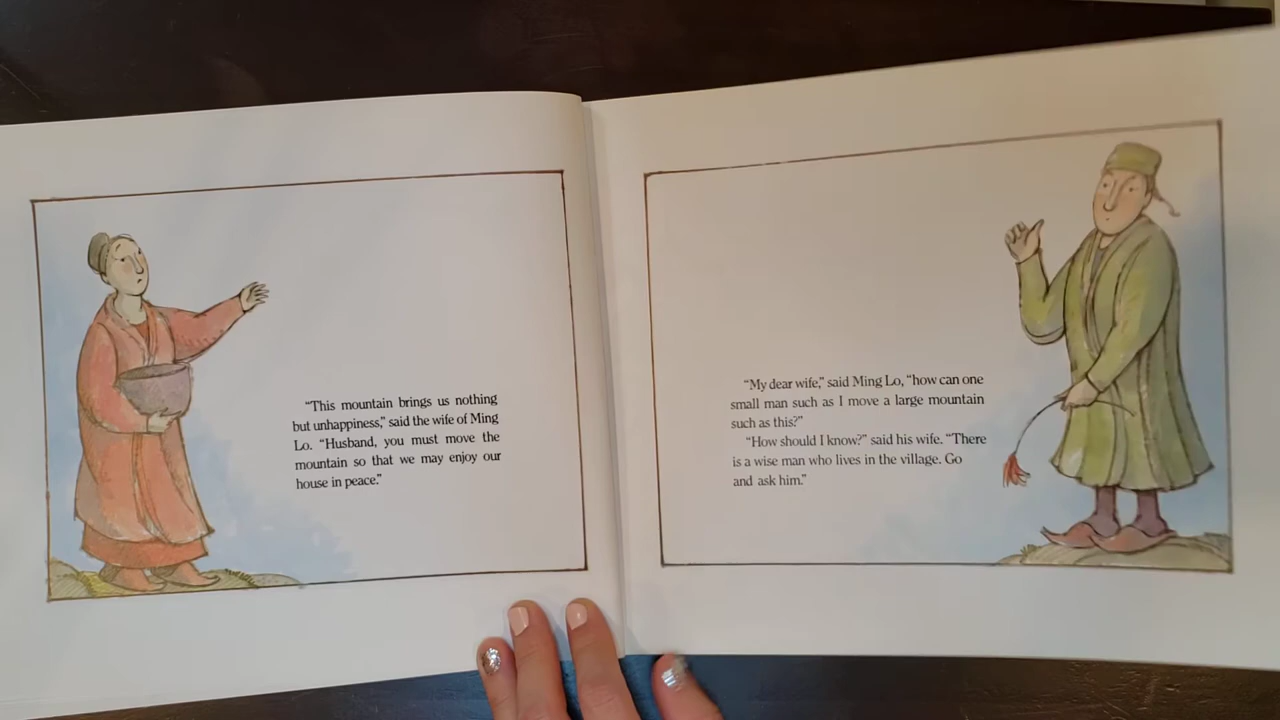 “This mountain brings us nothing
but unhappiness,” said the wife of Ming
Lo. “Husband, you must move the
mountain so that we may enjoy our
house in peace.”
“My dear wife,” said Ming Lo, “how can one
small man such as I move a large mountain
such as this?”
“How should I know?” said his wife. “There
is a wise man who lives in the village. Go
and ask him.”